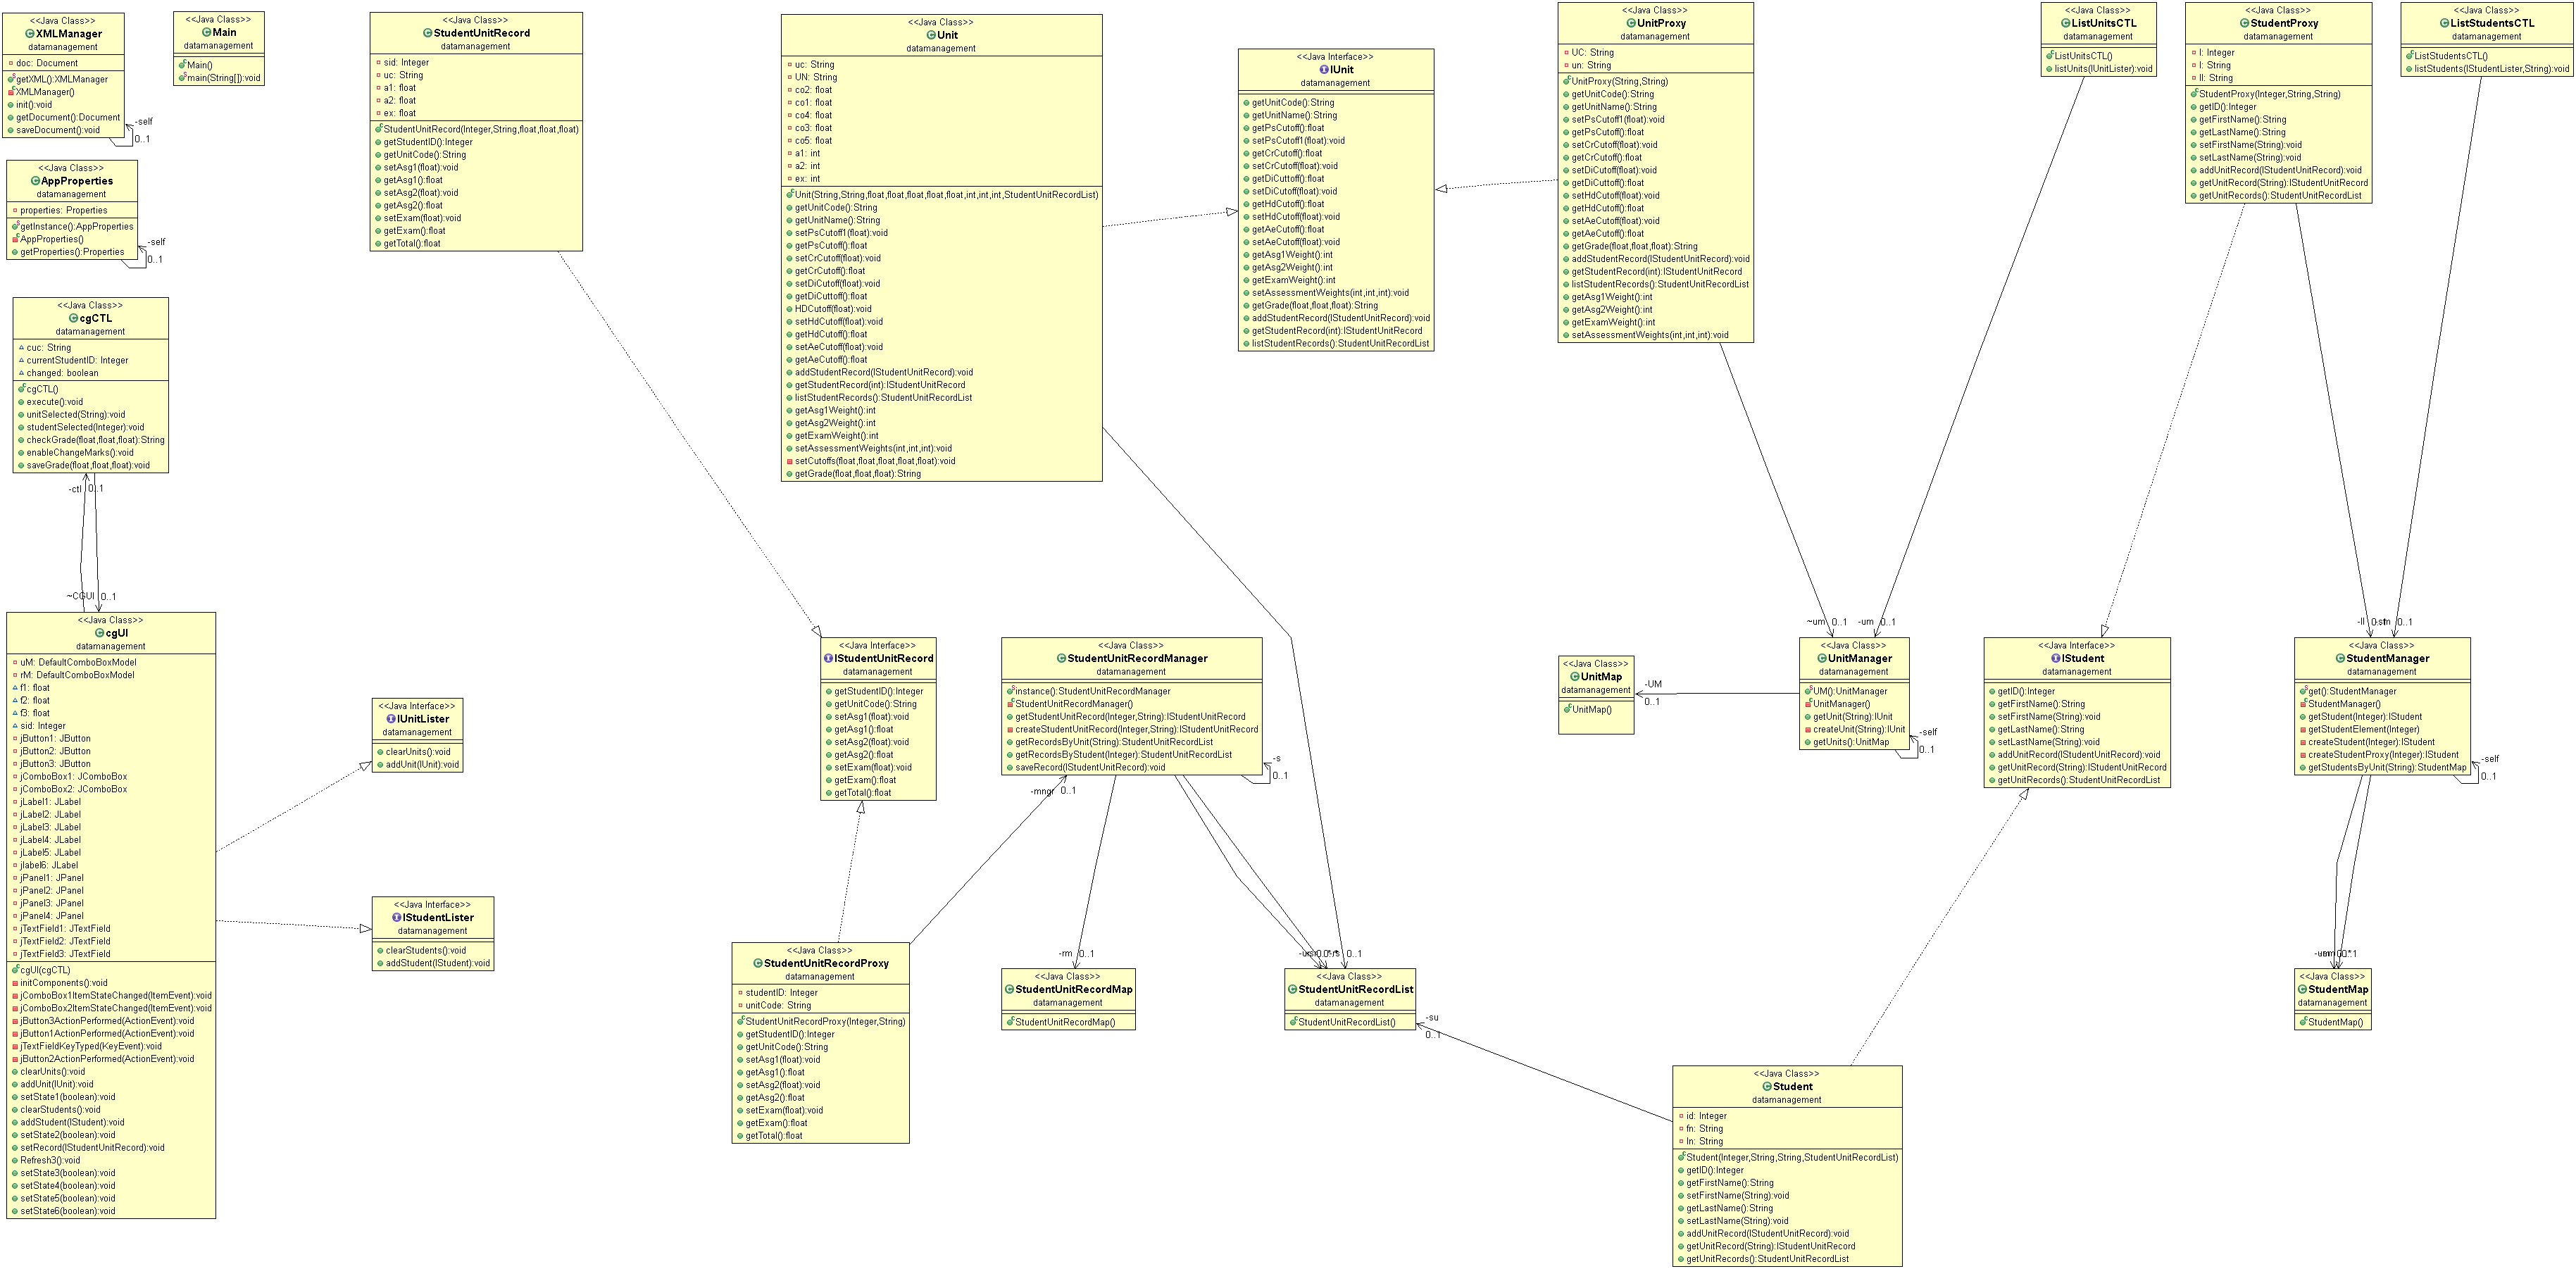 <<Java Class>>
XMLManager
datamanagement
doc: Document
getXML():XMLManager
XMLManager()
init():void
getDocument():Document
saveDocument():void
-self
0..1
<<Java Class>>
Main
datamanagement
Main()
main(String[]):void
<<Java Class>>
AppProperties
datamanagement
properties: Properties
getInstance():AppProperties
AppProperties()
getProperties():Properties
-self
0..1
<<Java Class>>
cgCTL
datamanagement
cuc: String
currentStudentID: Integer
changed: boolean
cgCTL()
execute():void
unitSelected(String):void
studentSelected(Integer):void
checkGrade(float,float,float):String
enableChangeMarks():void
saveGrade(float,float,float):void
-ctl 0..1
~CGUI 0..1
<<Java Class>>
cgUI
datamanagement
uM: DefaultComboBoxModel
rM: DefaultComboBoxModel
f1: float
f2: float
f3: float
sid: Integer
jButton1: JButton
jButton2: JButton
jButton3: JButton
jComboBox1: JComboBox
jComboBox2: JComboBox
jLabel1: JLabel
jLabel2: JLabel
jLabel3: JLabel
jLabel4: JLabel
jLabel5: JLabel
jlabel6: JLabel
jPanel1: JPanel
jPanel2: JPanel
jPanel3: JPanel
jPanel4: JPanel
jTextField1: JTextField
jTextField2: JTextField
jTextField3: JTextField
cgUI(cgCTL)
initComponents():void
jComboBox1ItemStateChanged(ItemEvent):void
jComboBox2ItemStateChanged(ItemEvent):void
jButton3ActionPerformed(ActionEvent):void
jButton1ActionPerformed(ActionEvent):void
jTextFieldKeyTyped(KeyEvent):void
jButton2ActionPerformed(ActionEvent):void
clearUnits():void
addUnit(IUnit):void
setState1(boolean):void
clearStudents():void
addStudent(IStudent):void
setState2(boolean):void
setRecord(IStudentUnitRecord):void
Refresh3():void
setState3(boolean):void
setState4(boolean):void
setState5(boolean):void
setState6(boolean):void
<<Java Interface>>
IUnitLister
datamanagement
clearUnits():void
addUnit(IUnit):void
<<Java Interface>>
IStudentLister
datamanagement
clearStudents():void
addStudent(IStudent):void
<<Java Class>>
StudentUnitRecord
datamanagement
sid: Integer
uc: String
a1: float
a2: float
ex: float
StudentUnitRecord(Integer,String,float,float,float)
getStudentID():Integer
getUnitCode():String
setAsg1(float):void
getAsg1():float
setAsg2(float):void
getAsg2():float
setExam(float):void
getExam():float
getTotal():float
<<Java Class>>
Unit
datamanagement
uc: String
UN: String
co2: float
co1: float
co4: float
co3: float
co5: float
a1: int
a2: int
ex: int
Unit(String,String,float,float,float,float,float,int,int,int,StudentUnitRecordList)
getUnitCode():String
getUnitName():String
setPsCutoff1(float):void
getPsCutoff():float
setCrCutoff(float):void
getCrCutoff():float
setDiCutoff(float):void
getDiCuttoff():float
HDCutoff(float):void
setHdCutoff(float):void
getHdCutoff():float
setAeCutoff(float):void
getAeCutoff():float
addStudentRecord(IStudentUnitRecord):void
getStudentRecord(int):IStudentUnitRecord
listStudentRecords():StudentUnitRecordList
getAsg1Weight():int
getAsg2Weight():int
getExamWeight():int
setAssessmentWeights(int,int,int):void
setCutoffs(float,float,float,float,float):void
getGrade(float,float,float):String
<<Java Interface>>
IUnit
datamanagement
getUnitCode():String
getUnitName():String
getPsCutoff():float
setPsCutoff1(float):void
getCrCutoff():float
setCrCutoff(float):void
getDiCuttoff():float
setDiCutoff(float):void
getHdCutoff():float
setHdCutoff(float):void
getAeCutoff():float
setAeCutoff(float):void
getAsg1Weight():int
getAsg2Weight():int
getExamWeight():int
setAssessmentWeights(int,int,int):void
getGrade(float,float,float):String
addStudentRecord(IStudentUnitRecord):void
getStudentRecord(int):IStudentUnitRecord
listStudentRecords():StudentUnitRecordList
<<Java Class>>
UnitProxy
datamanagement
UC: String
un: String
UnitProxy(String,String)
getUnitCode():String
getUnitName():String
setPsCutoff1(float):void
getPsCutoff():float
setCrCutoff(float):void
getCrCutoff():float
setDiCutoff(float):void
getDiCuttoff():float
setHdCutoff(float):void
getHdCutoff():float
setAeCutoff(float):void
getAeCutoff():float
getGrade(float,float,float):String
addStudentRecord(IStudentUnitRecord):void
getStudentRecord(int):IStudentUnitRecord
listStudentRecords():StudentUnitRecordList
getAsg1Weight():int
getAsg2Weight():int
getExamWeight():int
setAssessmentWeights(int,int,int):void
<<Java Class>>
ListUnitsCTL
datamanagement
ListUnitsCTL()
listUnits(IUnitLister):void
<<Java Class>>
StudentProxy
datamanagement
I: Integer
l: String
ll: String
StudentProxy(Integer,String,String)
getID():Integer
getFirstName():String
getLastName():String
setFirstName(String):void
setLastName(String):void
addUnitRecord(IStudentUnitRecord):void
getUnitRecord(String):IStudentUnitRecord
getUnitRecords():StudentUnitRecordList
<<Java Class>>
ListStudentsCTL
datamanagement
ListStudentsCTL()
listStudents(IStudentLister,String):void
<<Java Interface>>
IStudentUnitRecord
datamanagement
getStudentID():Integer
getUnitCode():String
setAsg1(float):void
getAsg1():float
setAsg2(float):void
getAsg2():float
setExam(float):void
getExam():float
getTotal():float
<<Java Class>>
StudentUnitRecordManager
datamanagement
instance():StudentUnitRecordManager
StudentUnitRecordManager()
getStudentUnitRecord(Integer,String):IStudentUnitRecord
createStudentUnitRecord(Integer,String):IStudentUnitRecord
getRecordsByUnit(String):StudentUnitRecordList
getRecordsByStudent(Integer):StudentUnitRecordList
saveRecord(IStudentUnitRecord):void
-s
0..1
-mngr 0..1
<<Java Class>>
UnitMap
datamanagement
UnitMap()
-UM
0..1
~um 0..1
-um 0..1
<<Java Class>>
UnitManager
datamanagement
UM():UnitManager
UnitManager()
getUnit(String):IUnit
createUnit(String):IUnit
getUnits():UnitMap
-self
0..1
<<Java Interface>>
IStudent
datamanagement
getID():Integer
getFirstName():String
setFirstName(String):void
getLastName():String
setLastName(String):void
addUnitRecord(IStudentUnitRecord):void
getUnitRecord(String):IStudentUnitRecord
getUnitRecords():StudentUnitRecordList
0..1
<<Java Class>>
StudentManager
datamanagement
get():StudentManager
StudentManager()
getStudent(Integer):IStudent
getStudentElement(Integer)
createStudent(Integer):IStudent
createStudentProxy(Integer):IStudent
getStudentsByUnit(String):StudentMap
-self
0..1
<<Java Class>>
StudentUnitRecordProxy
datamanagement
studentID: Integer
unitCode: String
StudentUnitRecordProxy(Integer,String)
getStudentID():Integer
getUnitCode():String
setAsg1(float):void
getAsg1():float
setAsg2(float):void
getAsg2():float
setExam(float):void
getExam():float
getTotal():float
-rm 0..1
<<Java Class>>
StudentUnitRecordMap
datamanagement
StudentUnitRecordMap()
0..1
<<Java Class>>
StudentUnitRecordList
datamanagement
StudentUnitRecordList()
-su
0..1
<<Java Class>>
StudentMap
datamanagement
StudentMap()
<<Java Class>>
Student
datamanagement
id: Integer
fn: String
ln: String
Student(Integer,String,String,StudentUnitRecordList)
getID():Integer
getFirstName():String
setFirstName(String):void
getLastName():String
setLastName(String):void
addUnitRecord(IStudentUnitRecord):void
getUnitRecord(String):IStudentUnitRecord
getUnitRecords():StudentUnitRecordList